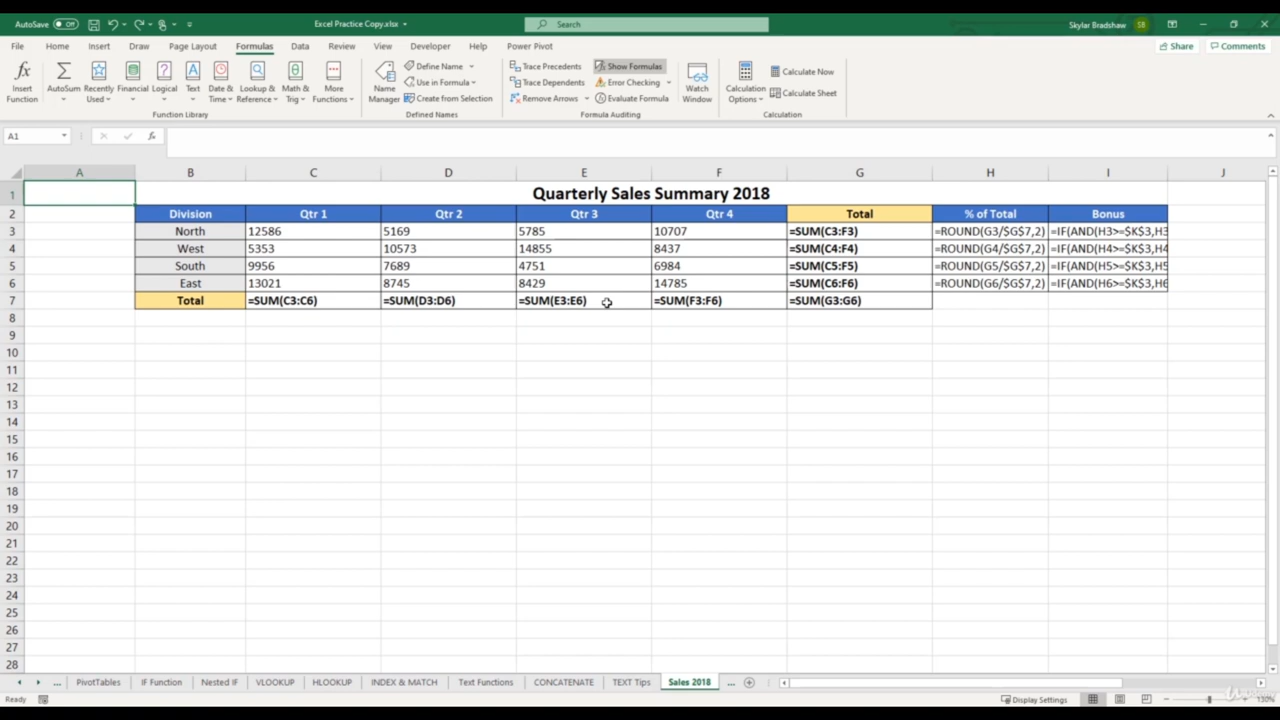 AutoSave Off Excel Practice Copy.xlsx Search Skylar Bradshaw SB
File Home Insert Draw Page Layout Formulas Data Review View Developer Help Power Pivot Share Comments
Insert Function
AutoSum
Recently Used
Financial
Logical
Text
Date & Time
Lookup & Reference
Math & Trig
More Functions
Function Library
Name Manager
Define Name
Use in Formula
Create from Selection
Defined Names
Trace Precedents
Trace Dependents
Remove Arrows
Show Formulas
Error Checking
Evaluate Formula
Formula Auditing
Watch Window
Calculation Options
Calculate Now
Calculate Sheet
Calculation
A1 fx
A B C D E F G H I J
1 Quarterly Sales Summary 2018
2 Division Qtr 1 Qtr 2 Qtr 3 Qtr 4 Total % of Total Bonus
3 North 12586 5169 5785 10707 =SUM(C3:F3) =ROUND(G3/$G$7,2) =IF(AND(H3>=$K$3,H3
4 West 5353 10573 14855 8437 =SUM(C4:F4) =ROUND(G4/$G$7,2) =IF(AND(H4>=$K$3,H4
5 South 9956 7689 4751 6984 =SUM(C5:F5) =ROUND(G5/$G$7,2) =IF(AND(H5>=$K$3,H5
6 East 13021 8745 8429 14785 =SUM(C6:F6) =ROUND(G6/$G$7,2) =IF(AND(H6>=$K$3,H6
7 Total =SUM(C3:C6) =SUM(D3:D6) =SUM(E3:E6) =SUM(F3:F6) =SUM(G3:G6)
8
9
10
11
12
13
14
15
16
17
18
19
20
21
22
23
24
25
26
27
28
... PivotTables IF Function Nested IF VLOOKUP HLOOKUP INDEX & MATCH Text Functions CONCATENATE TEXT Tips Sales 2018 ...
Ready Display Settings 130%